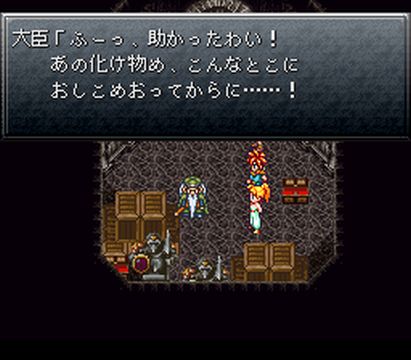 大臣「ふーっ、助かったわい！
あの化け物め、こんなとこに
おしこめおってからに……！